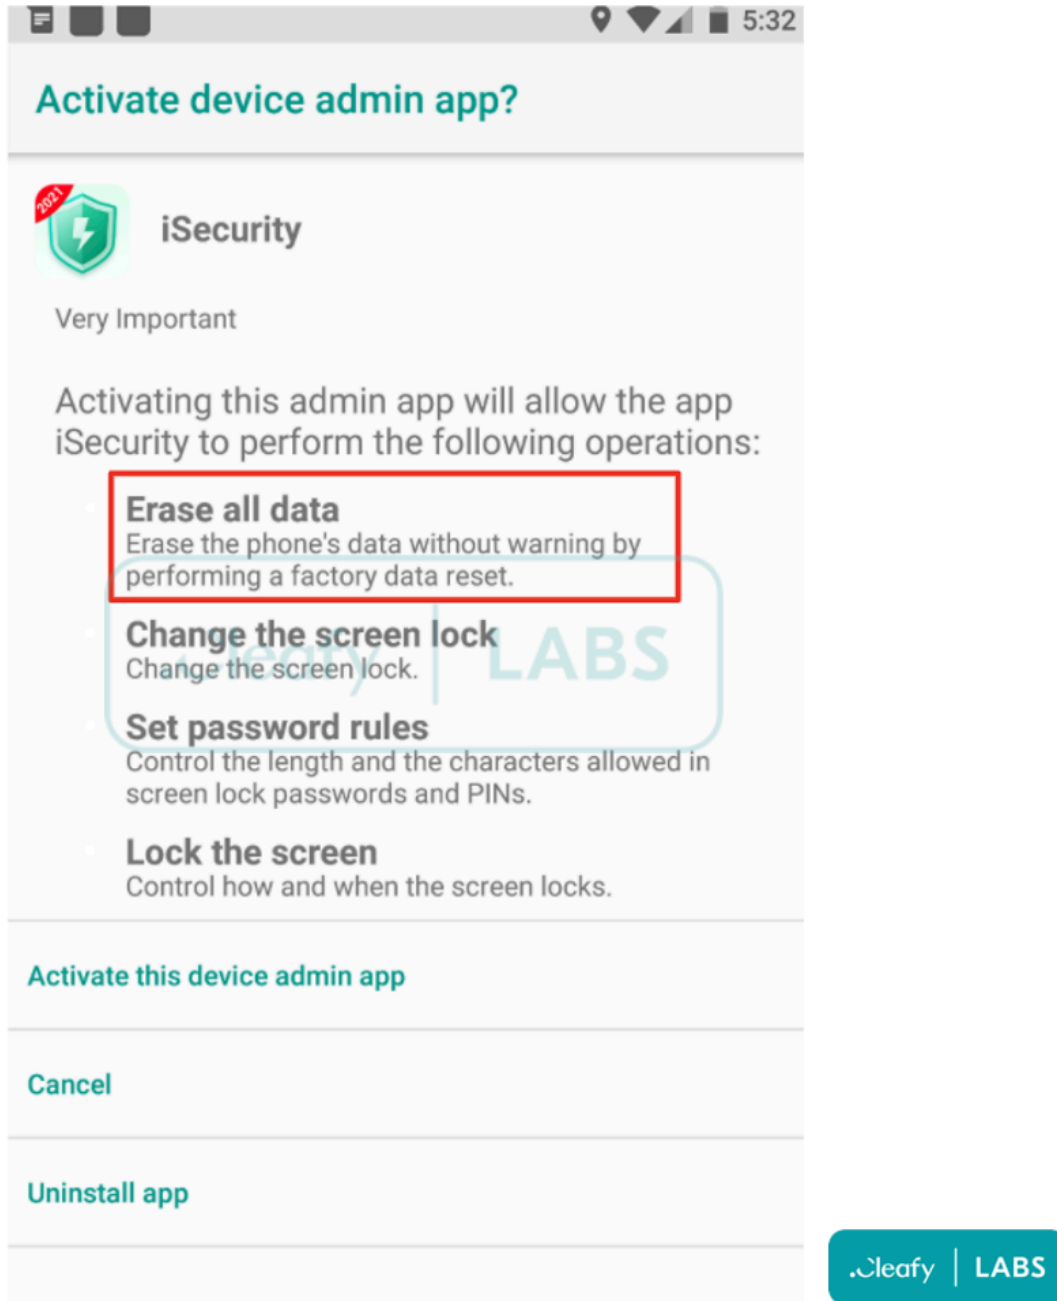 5:32
Activate device admin app?
2021
iSecurity
Very Important
Activating this admin app will allow the app
iSecurity to perform the following operations:
Erase all data
Erase the phone's data without warning by
performing a factory data reset.
Change the screen lock
Change the screen lock.
Cleafy | LABS
Set password rules
Control the length and the characters allowed in
screen lock passwords and PINs.
Lock the screen
Control how and when the screen locks.
Activate this device admin app
Cancel
Uninstall app
.Cleafy | LABS